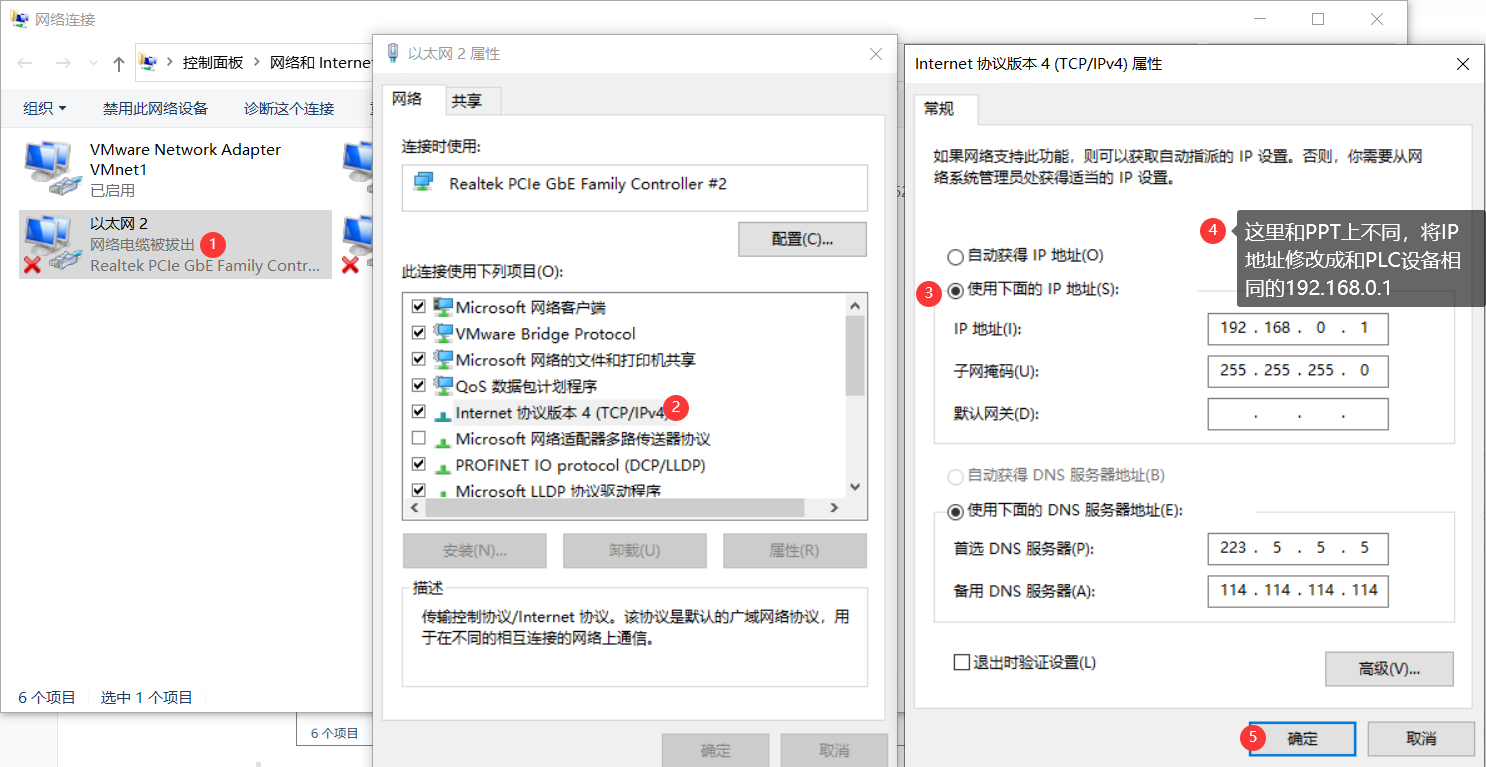 网络连接
控制面板 > 网络和 Interne
组织 禁用此网络设备 诊断这个连接
VMware Network Adapter
VMnet1
已启用
以太网 2
网络电缆被拔出 1
Realtek PCIe GbE Family Contr...
6 个项目 选中 1 个项目
6 个项目
以太网 2 属性
网络 共享
连接时使用:
Realtek PCIe GbE Family Controller #2
配置(C)...
此连接使用下列项目(O):
Microsoft 网络客户端
VMware Bridge Protocol
Microsoft 网络的文件和打印机共享
QoS 数据包计划程序
Internet 协议版本 4 (TCP/IPv4) 2
Microsoft 网络适配器多路传送器协议
PROFINET IO protocol (DCP/LLDP)
Microsoft LLDP 协议驱动程序
安装(N)... 卸载(U) 属性(R)
描述
传输控制协议/Internet 协议。该协议是默认的广域网络协议，用
于在不同的相互连接的网络上通信。
确定 取消
Internet 协议版本 4 (TCP/IPv4) 属性
常规
如果网络支持此功能，则可以获取自动指派的 IP 设置。否则，你需要从网
络系统管理员处获得适当的 IP 设置。
4 这里和PPT上不同，将IP
地址修改成和PLC设备相
同的192.168.0.1
自动获得 IP 地址(O)
3 使用下面的 IP 地址(S):
IP 地址(I): 192 . 168 . 0 . 1
子网掩码(U): 255 . 255 . 255 . 0
默认网关(D): . . .
自动获得 DNS 服务器地址(B)
使用下面的 DNS 服务器地址(E):
首选 DNS 服务器(P): 223 . 5 . 5 . 5
备用 DNS 服务器(A): 114 . 114 . 114 . 114
退出时验证设置(L)
高级(V)...
5 确定 取消